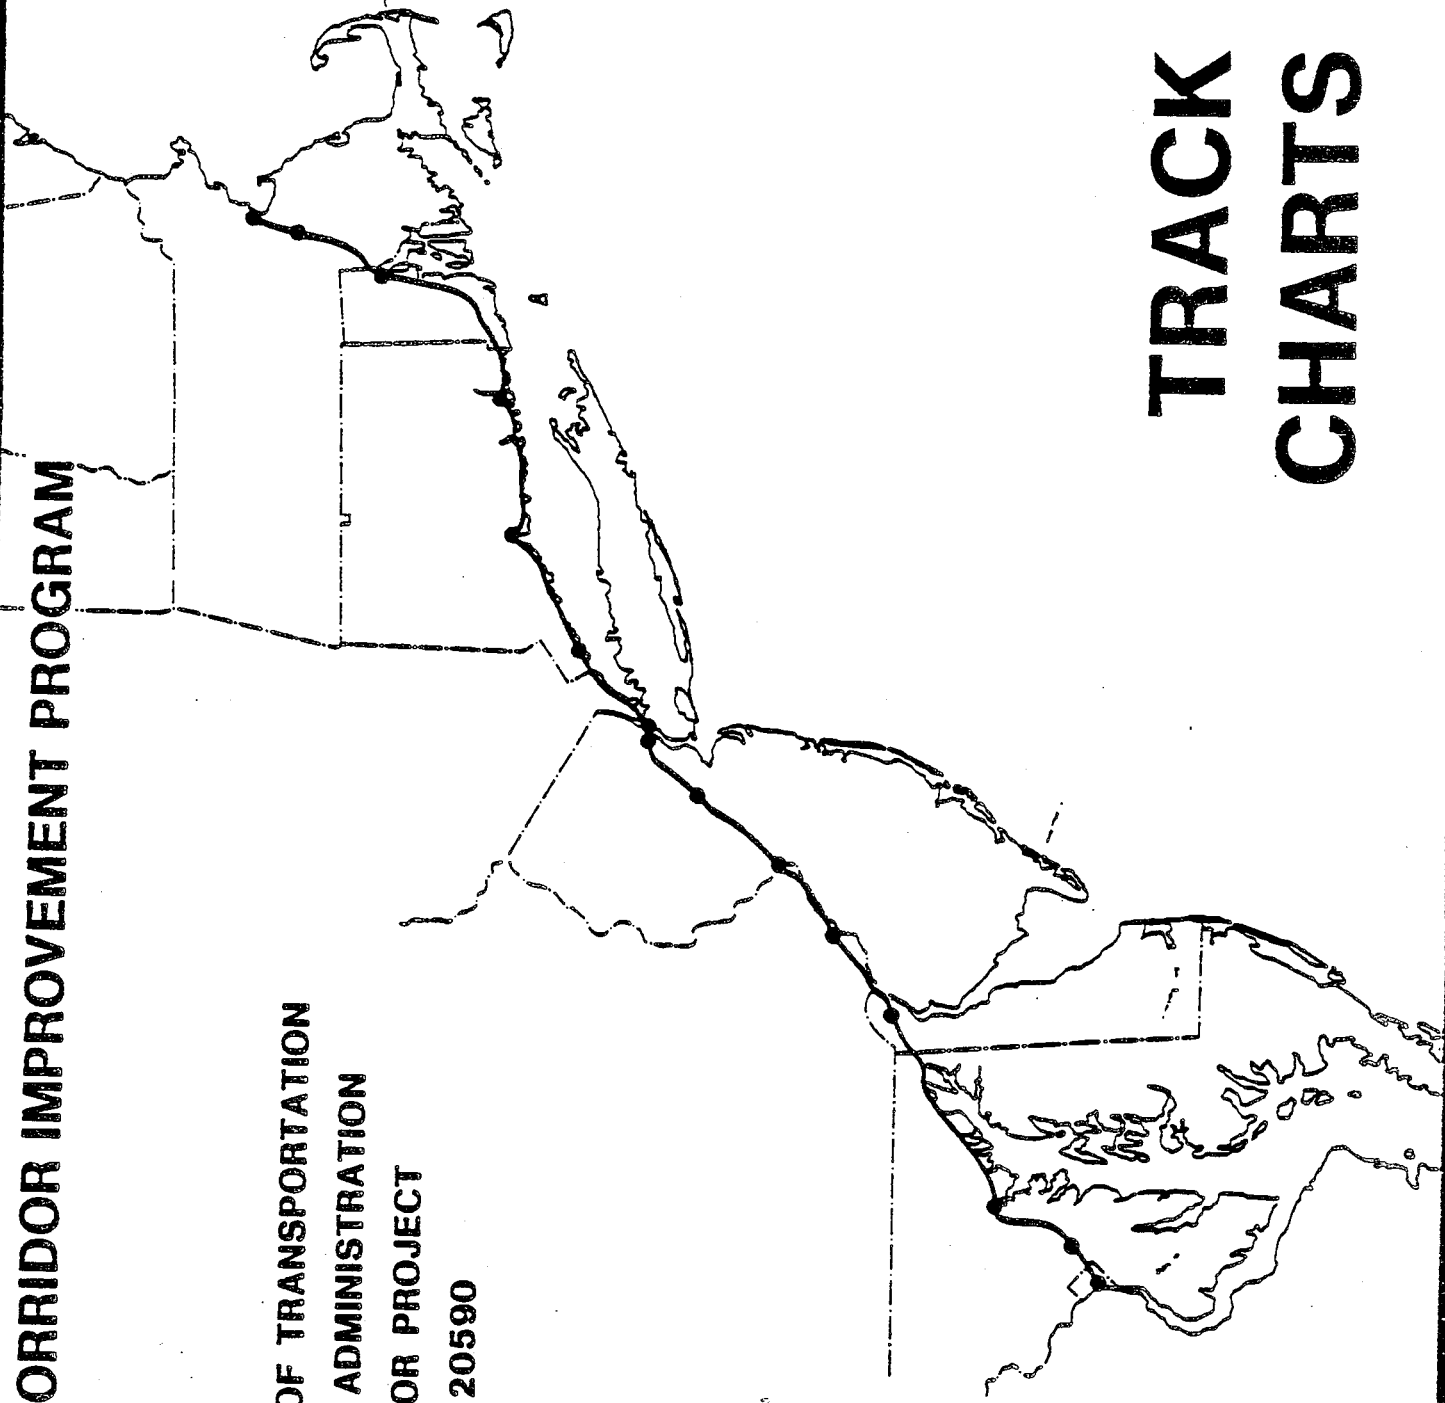 ORRIDOR IMPROVEMENT PROGRAM
OF TRANSPORTATION
ADMINISTRATION
OR PROJECT
20590
TRACK
CHARTS